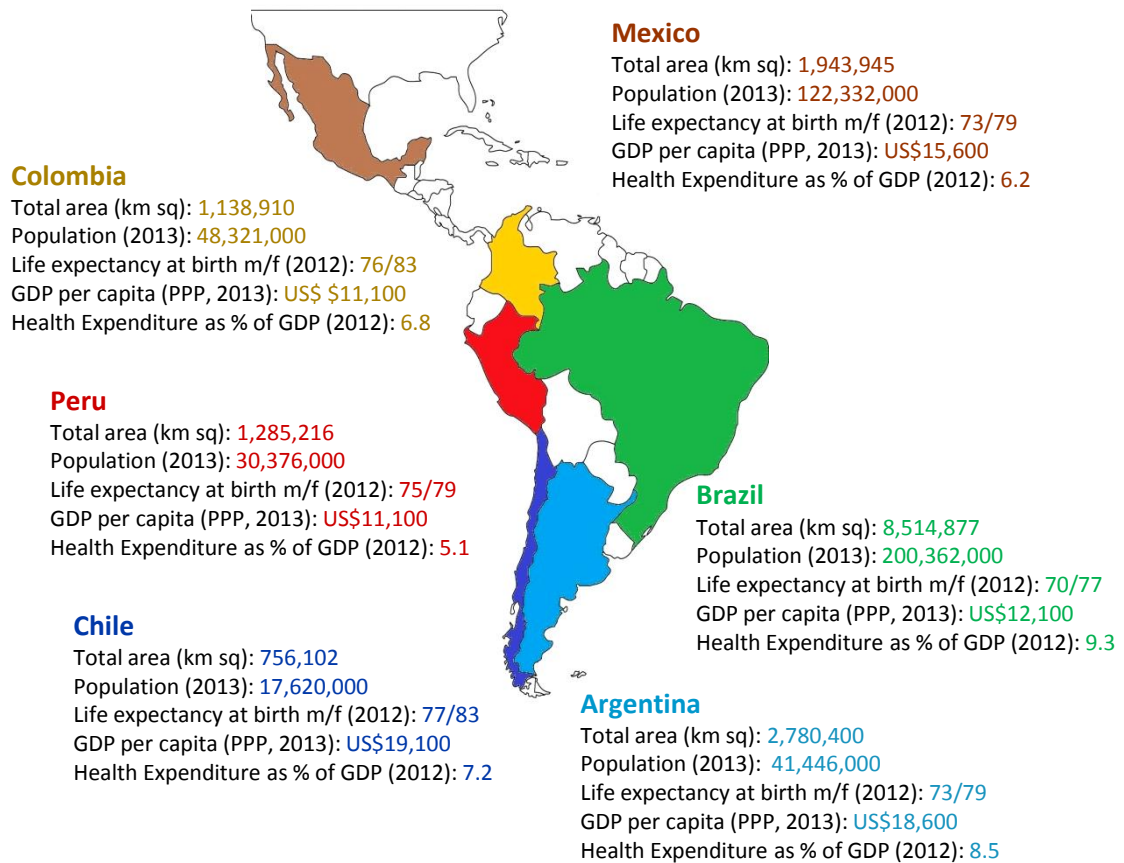 Mexico
Total area (km sq): 1,943,945
Population (2013): 122,332,000
Life expectancy at birth m/f (2012): 73/79
GDP per capita (PPP, 2013): US$15,600
Health Expenditure as % of GDP (2012): 6.2
Colombia
Total area (km sq): 1,138,910
Population (2013): 48,321,000
Life expectancy at birth m/f (2012): 76/83
GDP per capita (PPP, 2013): US$ $11,100
Health Expenditure as % of GDP (2012): 6.8
Peru
Total area (km sq): 1,285,216
Population (2013): 30,376,000
Life expectancy at birth m/f (2012): 75/79
GDP per capita (PPP, 2013): US$11,100
Health Expenditure as % of GDP (2012): 5.1
Brazil
Total area (km sq): 8,514,877
Population (2013): 200,362,000
Life expectancy at birth m/f (2012): 70/77
GDP per capita (PPP, 2013): US$12,100
Health Expenditure as % of GDP (2012): 9.3
Chile
Total area (km sq): 756,102
Population (2013): 17,620,000
Life expectancy at birth m/f (2012): 77/83
GDP per capita (PPP, 2013): US$19,100
Health Expenditure as % of GDP (2012): 7.2
Argentina
Total area (km sq): 2,780,400
Population (2013): 41,446,000
Life expectancy at birth m/f (2012): 73/79
GDP per capita (PPP, 2013): US$18,600
Health Expenditure as % of GDP (2012): 8.5